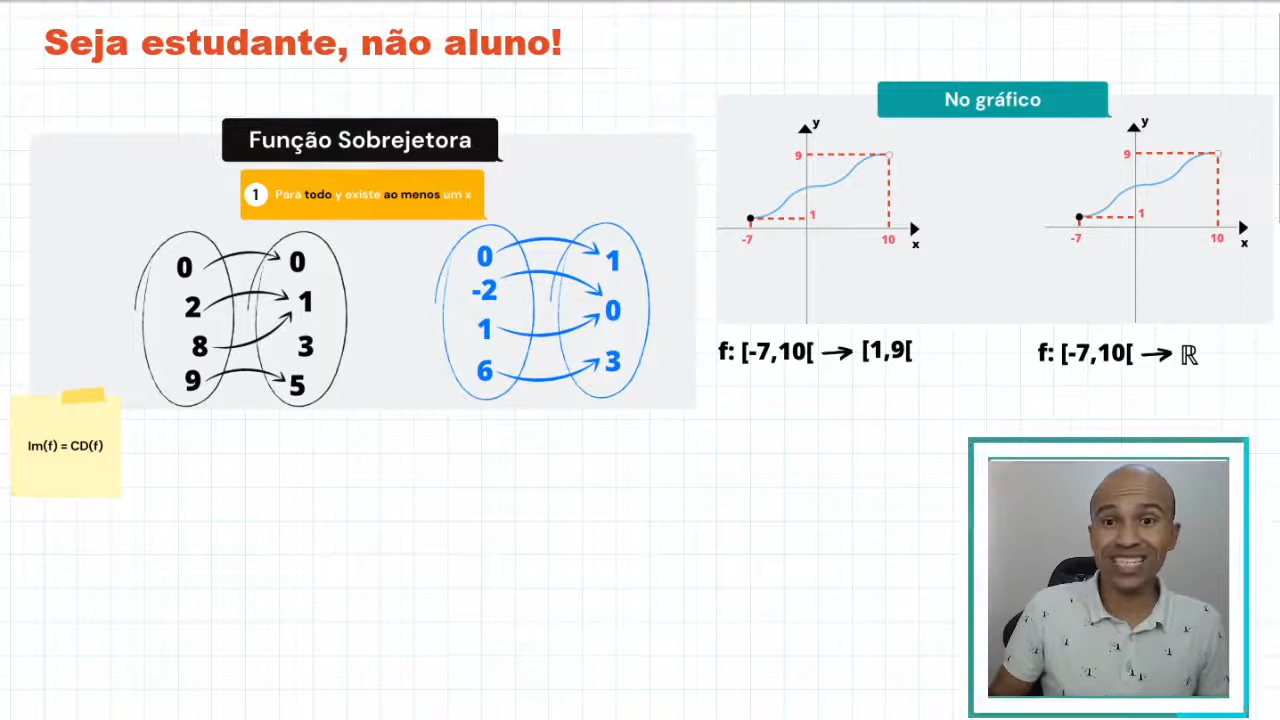 Seja estudante, não aluno!
Função Sobrejetora
1 Para todo y existe ao menos um x
0 0
2 1
8 3
9 5
0 1
-2 0
1 3
6
Im(f) = CD(f)
No gráfico
y
9
1
-7 10 x
f: [-7,10[ → [1,9[
y
9
1
-7 10 x
f: [-7,10[ → ℝ